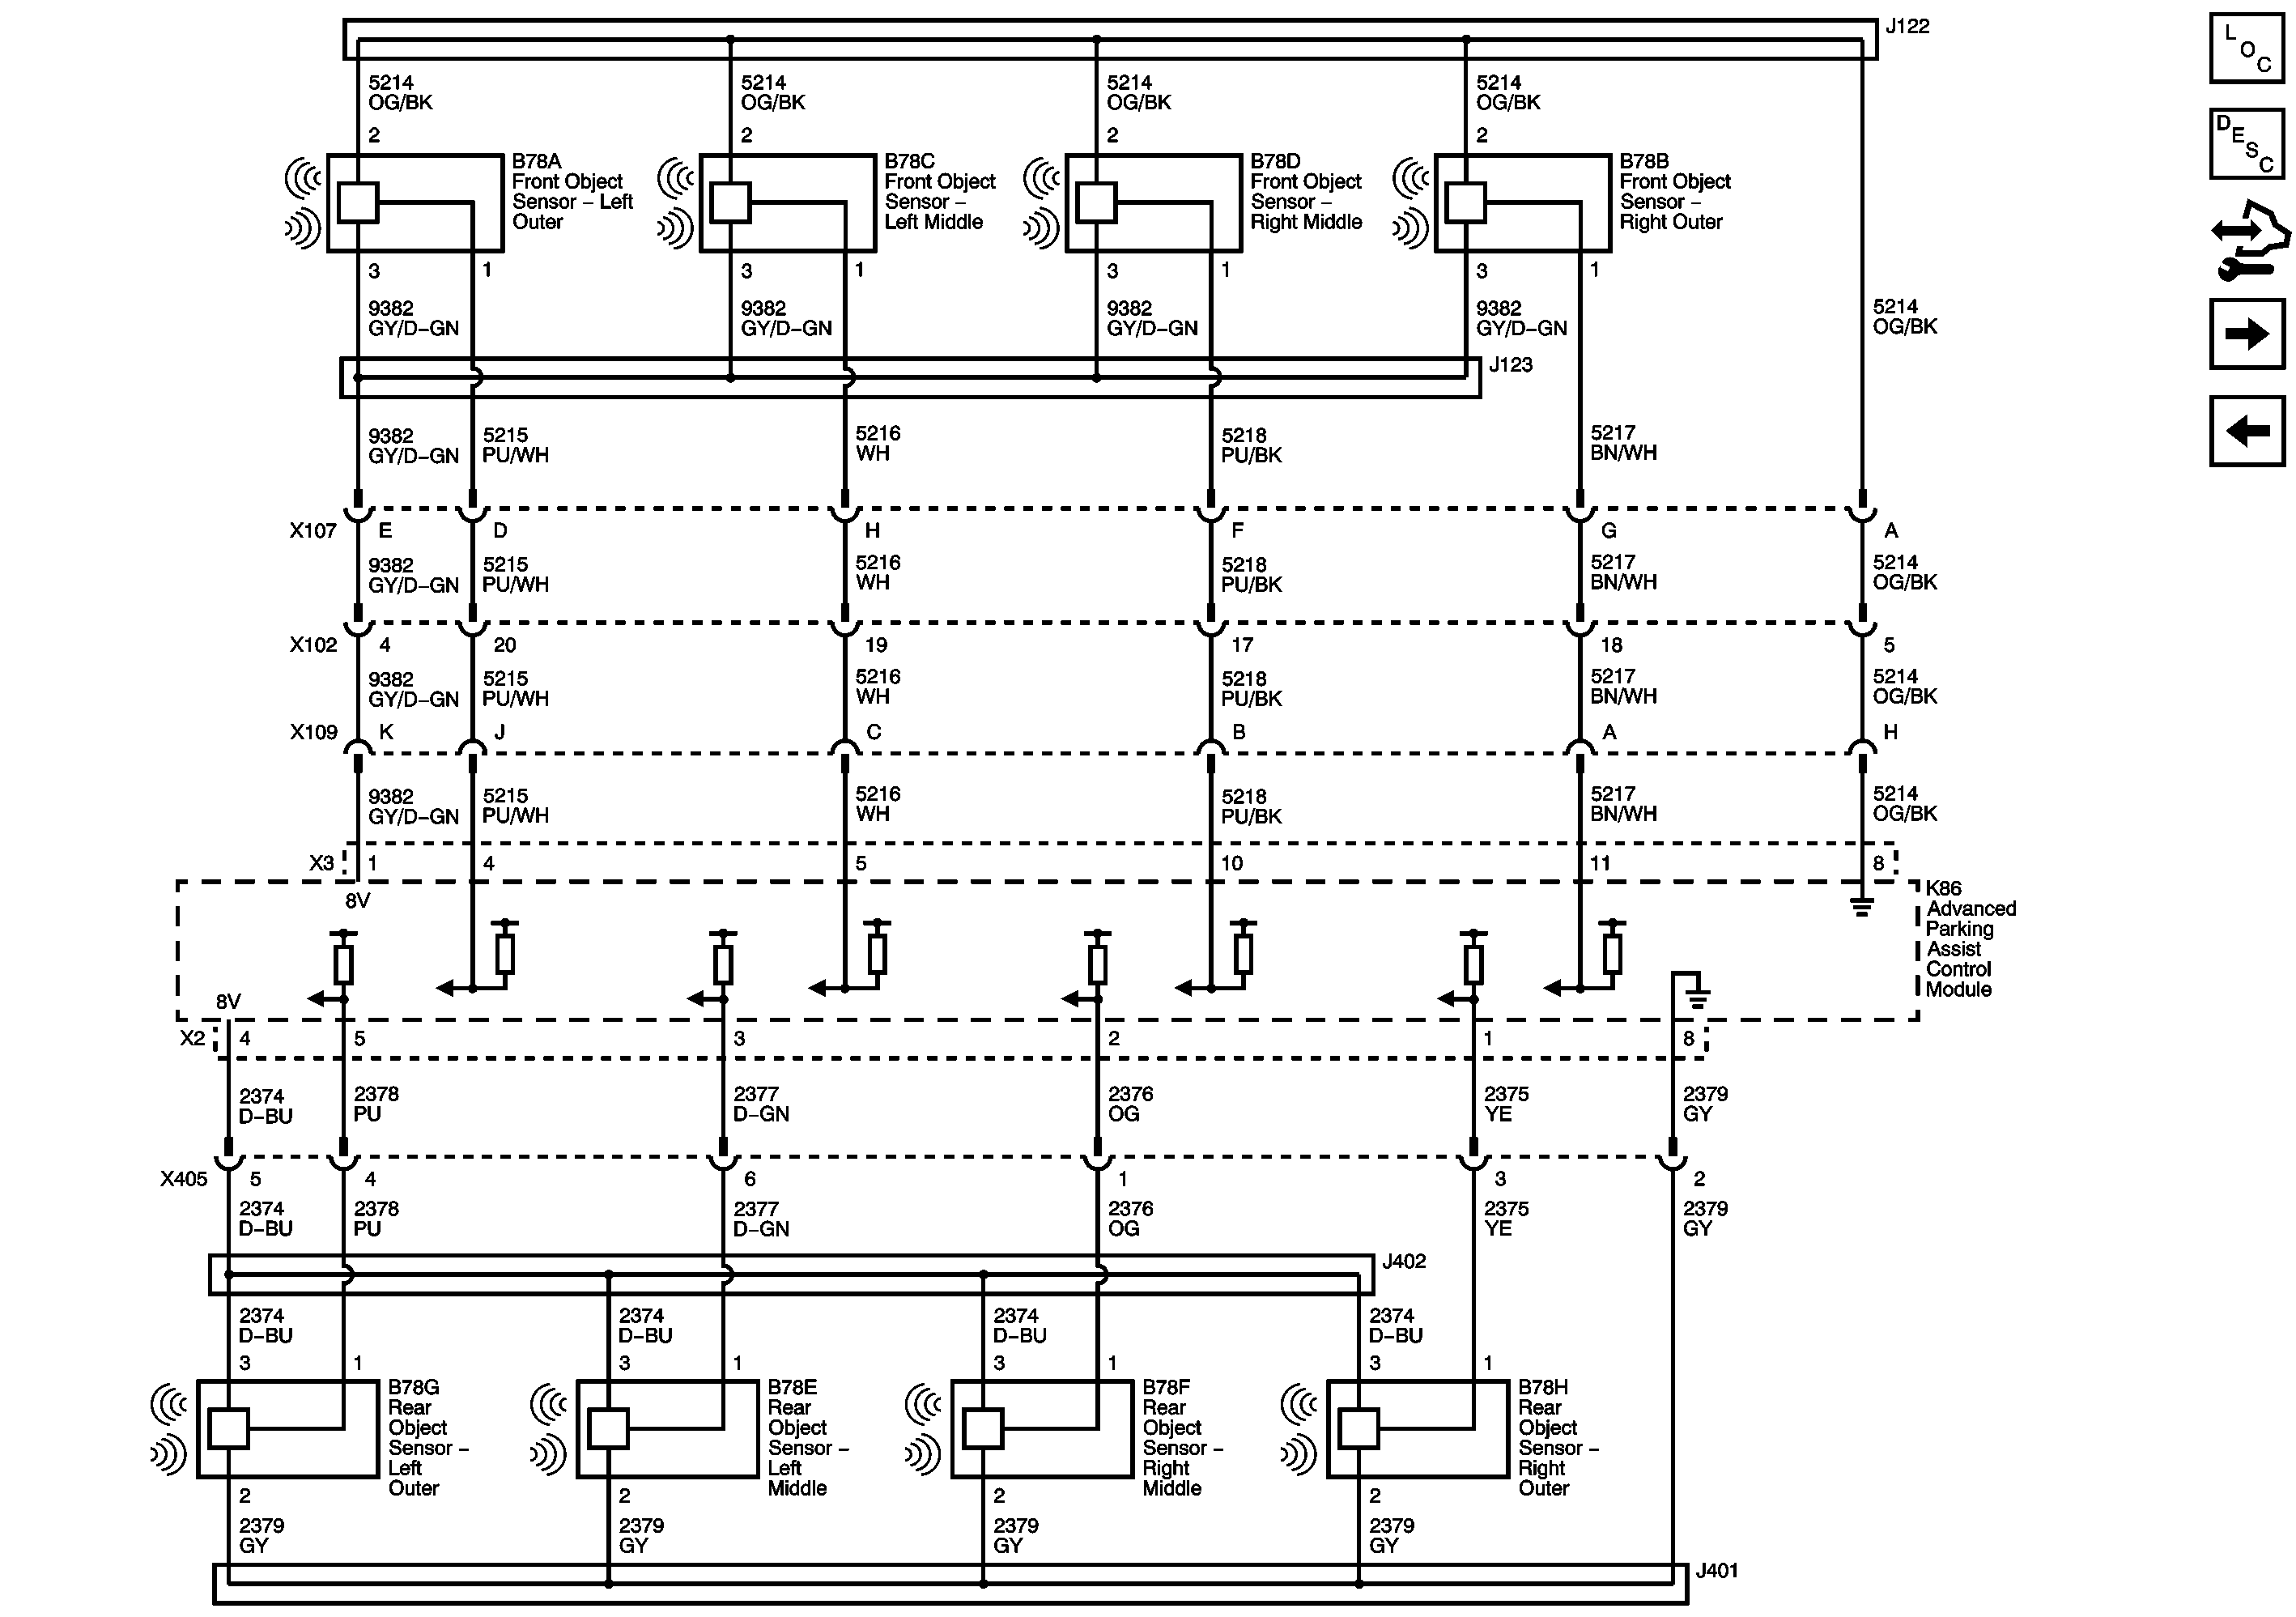 J122
L O C
5214 5214 5214 5214
OG/BK OG/BK OG/BK OG/BK
2 2 2 2
D E S C
B78A B78C B78D B78B
Front Object Front Object Front Object Front Object
Sensor – Left Sensor – Sensor – Sensor –
Outer Left Middle Right Middle Right Outer
3 1 3 1 3 1 3 1
9382 9382 9382 9382 5214
GY/D–GN GY/D–GN GY/D–GN GY/D–GN OG/BK
J123
9382 5215 5216 5218 5217
GY/D–GN PU/WH WH PU/BK BN/WH
X107 E D H F G A
9382 5215 5216 5218 5217 5214
GY/D–GN PU/WH WH PU/BK BN/WH OG/BK
X102 4 20 19 17 18 5
9382 5215 5216 5218 5217 5214
GY/D–GN PU/WH WH PU/BK BN/WH OG/BK
X109 K J C B A H
9382 5215 5216 5218 5217 5214
GY/D–GN PU/WH WH PU/BK BN/WH OG/BK
X3 1 4 5 10 11 8
8V
K86
Advanced
Parking
Assist
Control
Module
8V
X2 4 5 3 2 1 8
2374 2378 2377 2376 2375 2379
D–BU PU D–GN OG YE GY
X405 5 4 6 1 3 2
2374 2378 2377 2376 2375 2379
D–BU PU D–GN OG YE GY
J402
2374 2374 2374 2374
D–BU D–BU D–BU D–BU
3 1 3 1 3 1 3 1
B78G B78E B78F B78H
Rear Rear Rear Rear
Object Object Object Object
Sensor – Sensor – Sensor – Sensor –
Left Left Right Right
Outer Middle Middle Outer
2 2 2 2
2379 2379 2379 2379
GY GY GY GY
J401